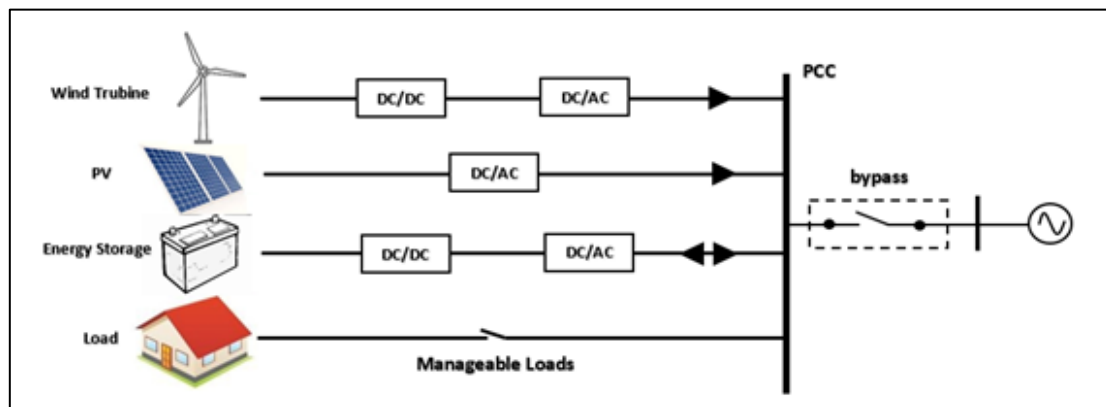 PCC
Wind Trubine
DC/DC
DC/AC
PV
DC/AC
bypass
Energy Storage
DC/DC
DC/AC
Load
Manageable Loads